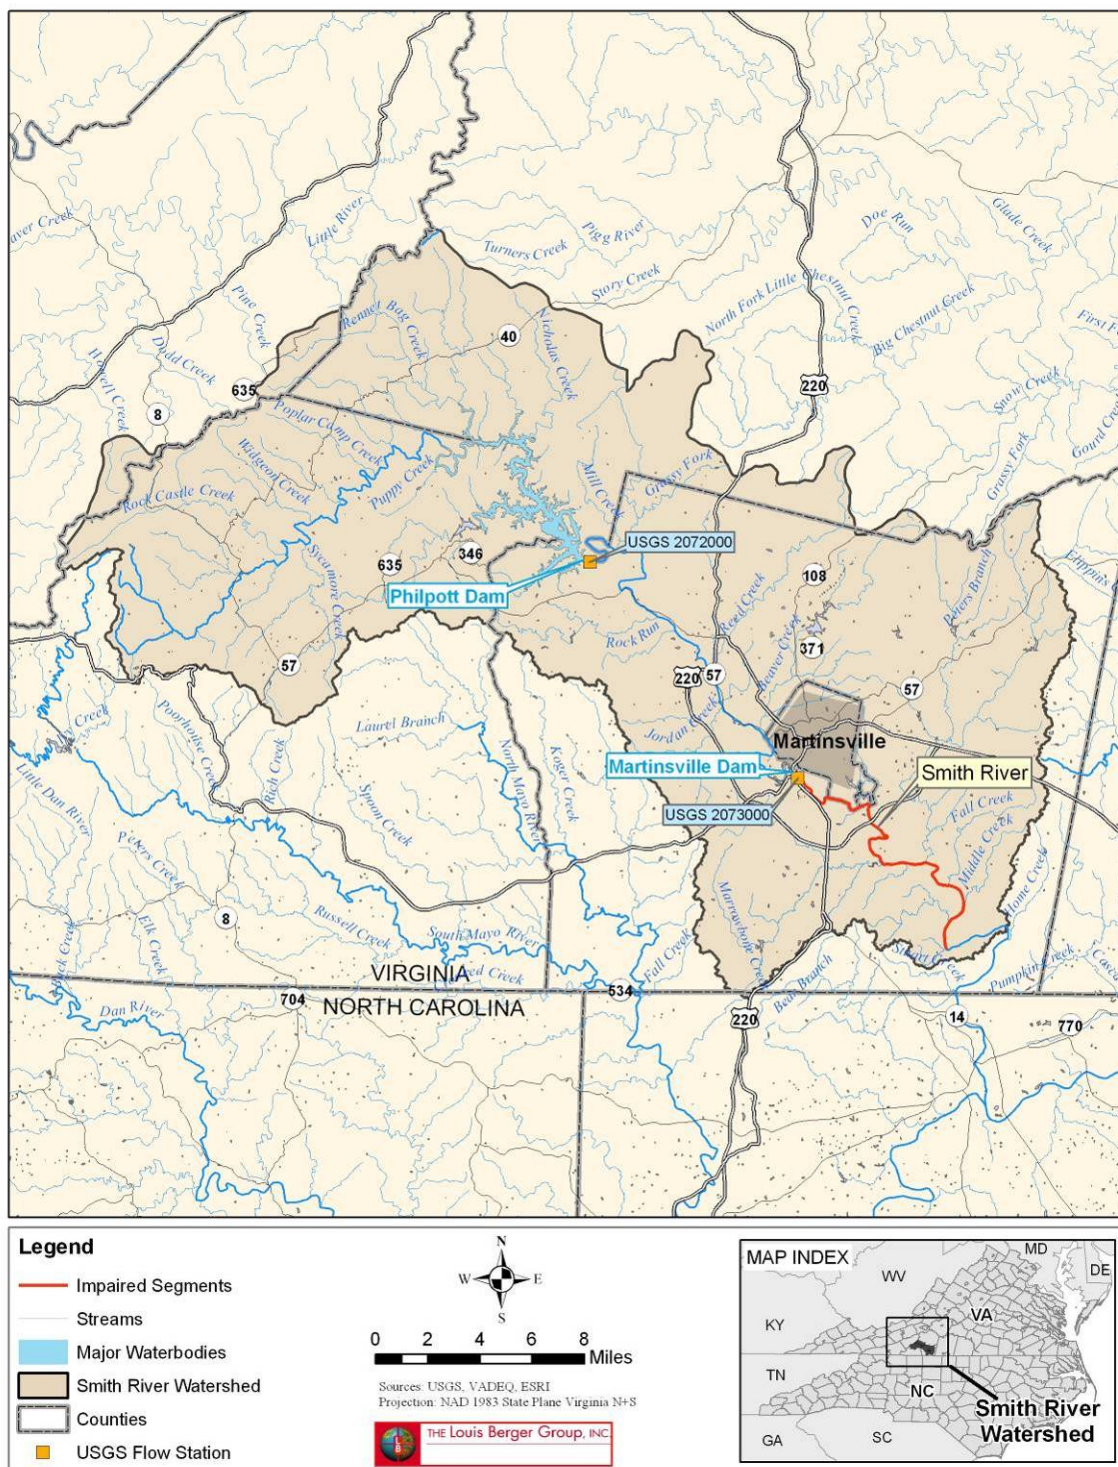 Little River
Turners Creek
Pigg River
Doe Run
Glade Creek
Story Creek
Pine Creek
Rennet Bag Creek
Nicholas Creek
North Fork Little Chestnut Creek
Big Chestnut Creek
Dodd Creek
Howell Creek
40
635
8
220
Snow Creek
Poplar Camp Creek
Widgeon Creek
Puppy Creek
Rock Castle Creek
Mill Creek
Grassy Fork
Grassy Fork
USGS 2072000
Sycamore Creek
635
346
Philpott Dam
108
Reed Creek
Peters Branch
Rock Run
Beaver Creek
371
57
220
57
57
Poorhouse Creek
Rich Creek
Laurel Branch
North Mayo River
Koger Creek
Jordan Creek
Martinsville
Martinsville Dam
Smith River
USGS 2073000
Spoon Creek
Little Dan River
Peters Creek
Fall Creek
Middle Creek
Home Creek
8
Elk Creek
Russell Creek
South Mayo River
Marrowbone Creek
Fall Creek
Pumpkin Creek
Bear Branch
VIRGINIA
NORTH CAROLINA
704
534
220
14
770
Dan River
Legend
Impaired Segments
Streams
Major Waterbodies
Smith River Watershed
Counties
USGS Flow Station
N
W E
S
0 2 4 6 8 Miles
Sources: USGS, VADEQ, ESRI
Projection: NAD 1983 State Plane Virginia N+S
THE Louis Berger Group, INC.
MAP INDEX
MD
DE
WV
KY
VA
TN
NC
GA
SC
Smith River
Watershed